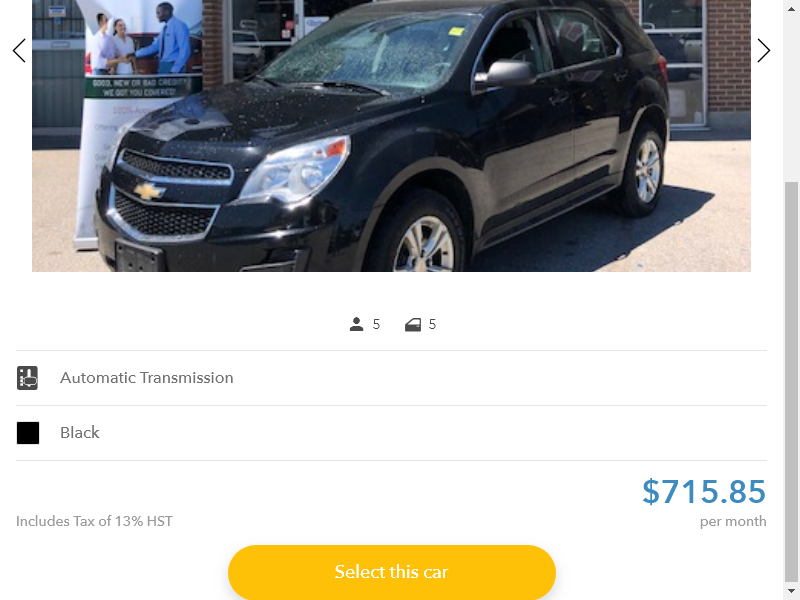 GOOD, NEW OR BAD CREDIT
WE GOT YOU COVERED!
5
5
Automatic Transmission
Black
$715.85
Includes Tax of 13% HST
per month
Select this car